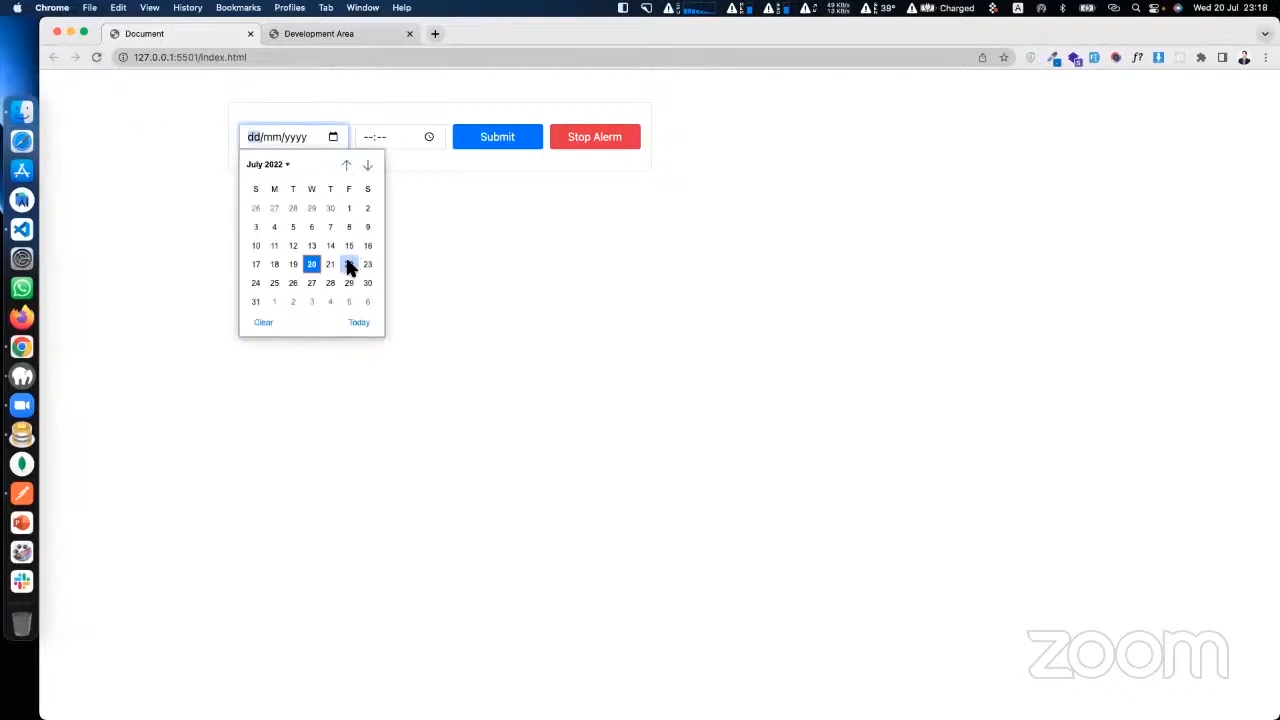 Chrome File Edit View History Bookmarks Profiles Tab Window Help 39° Charged A Wed 20 Jul 23:18
Document Development Area
127.0.0.1:5501/index.html
dd/mm/yyyy --:-- Submit Stop Alerm
July 2022
S M T W T F S
26 27 28 29 30 1 2
3 4 5 6 7 8 9
10 11 12 13 14 15 16
17 18 19 20 21 23
24 25 26 27 28 29 30
31 1 2 3 4 5 6
Clear Today
zoom